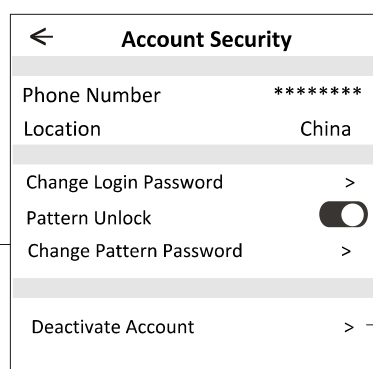 Account Security
Phone Number ********
Location China
Change Login Password >
Pattern Unlock
Change Pattern Password >
Deactivate Account >